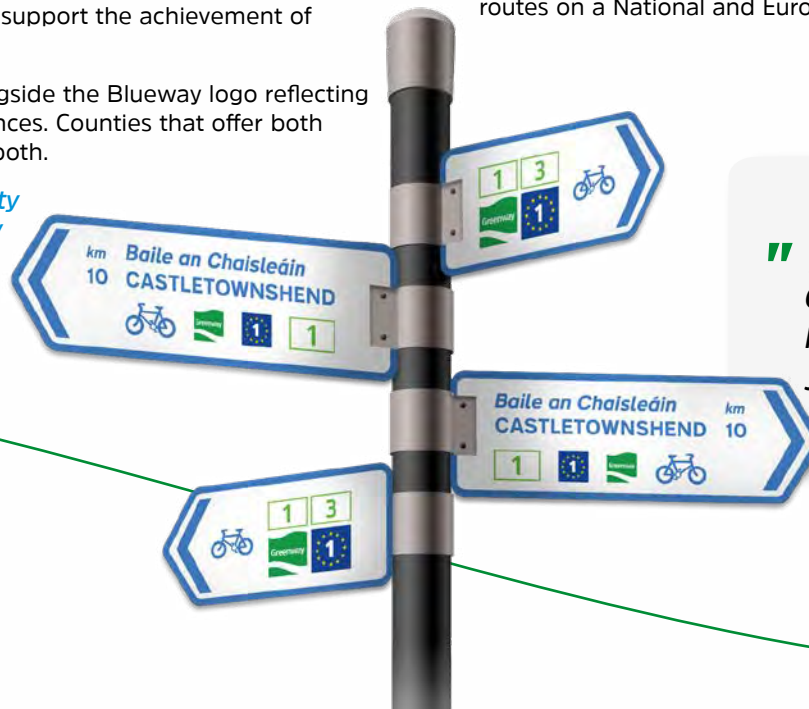 support the achievement of
routes on a National and Euro
gside the Blueway logo reflecting
nces. Counties that offer both
both.
ty
1 3
Greenway 1
km Baile an Chaisleáin
10 CASTLETOWNSHEND
Greenway 1 1
"
Baile an Chaisleáin km
CASTLETOWNSHEND 10
1 1 Greenway
1 3
Greenway 1